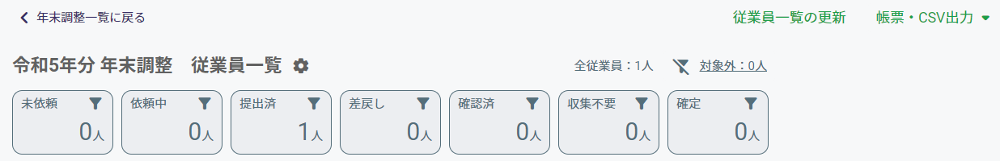 年末調整一覧に戻る
従業員一覧の更新 帳票・CSV出力
令和5年分 年末調整 従業員一覧 全従業員：1人 対象外：0人
未依頼 依頼中 提出済 差戻し 確認済 収集不要 確定
0人 0人 1人 0人 0人 0人 0人